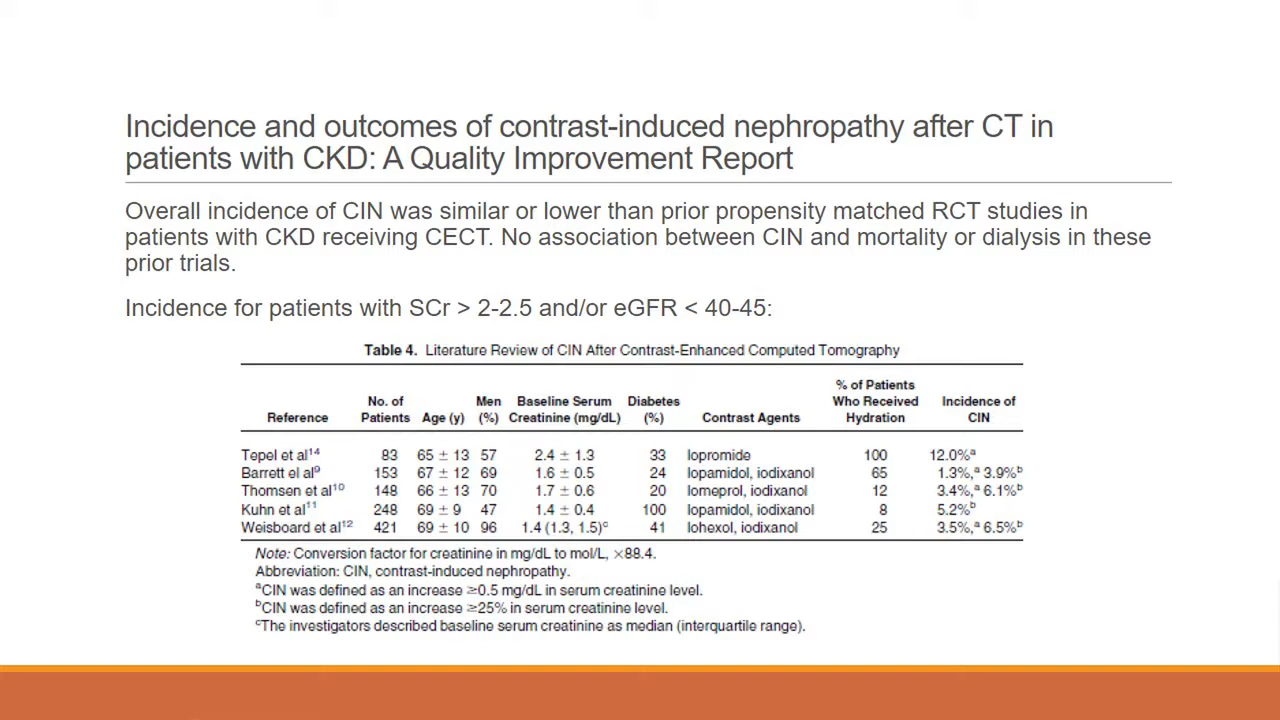 Incidence and outcomes of contrast-induced nephropathy after CT in
patients with CKD: A Quality Improvement Report
Overall incidence of CIN was similar or lower than prior propensity matched RCT studies in
patients with CKD receiving CECT. No association between CIN and mortality or dialysis in these
prior trials.
Incidence for patients with SCr > 2-2.5 and/or eGFR < 40-45:
Table 4. Literature Review of CIN After Contrast-Enhanced Computed Tomography
Reference No. of Patients Age (y) Men (%) Baseline Serum Creatinine (mg/dL) Diabetes (%) Contrast Agents % of Patients Who Received Hydration Incidence of CIN
Tepel et al¹⁴ 83 65 ± 13 57 2.4 ± 1.3 33 Iopromide 100 12.0%ᵃ
Barrett el al⁹ 153 67 ± 12 69 1.6 ± 0.5 24 Iopamidol, iodixanol 65 1.3%,ᵃ 3.9%ᵇ
Thomsen et al¹⁰ 148 66 ± 13 70 1.7 ± 0.6 20 Iomeprol, iodixanol 12 3.4%,ᵃ 6.1%ᵇ
Kuhn et al¹¹ 248 69 ± 9 47 1.4 ± 0.4 100 Iopamidol, iodixanol 8 5.2%ᵇ
Weisboard et al¹² 421 69 ± 10 96 1.4 (1.3, 1.5)ᶜ 41 Iohexol, iodixanol 25 3.5%,ᵃ 6.5%ᵇ
Note: Conversion factor for creatinine in mg/dL to mol/L, ×88.4.
Abbreviation: CIN, contrast-induced nephropathy.
ᵃCIN was defined as an increase ≥0.5 mg/dL in serum creatinine level.
ᵇCIN was defined as an increase ≥25% in serum creatinine level.
ᶜThe investigators described baseline serum creatinine as median (interquartile range).